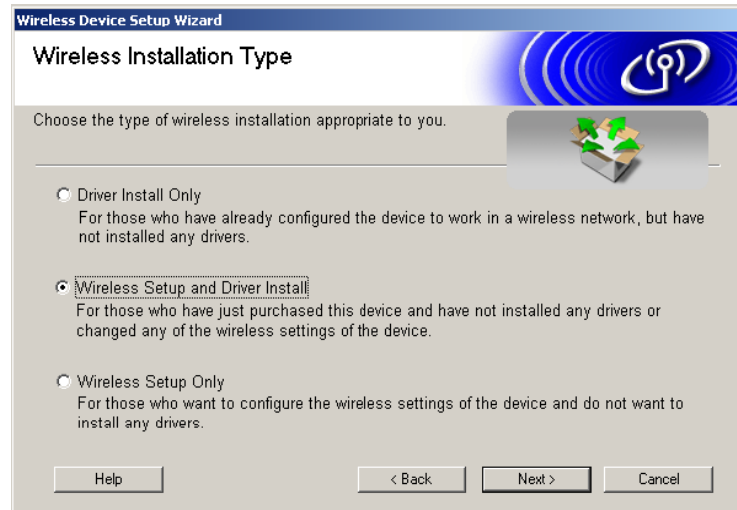 Wireless Device Setup Wizard
Wireless Installation Type
Choose the type of wireless installation appropriate to you.
Driver Install Only
For those who have already configured the device to work in a wireless network, but have
not installed any drivers.
Wireless Setup and Driver Install
For those who have just purchased this device and have not installed any drivers or
changed any of the wireless settings of the device.
Wireless Setup Only
For those who want to configure the wireless settings of the device and do not want to
install any drivers.
Help
< Back
Next >
Cancel